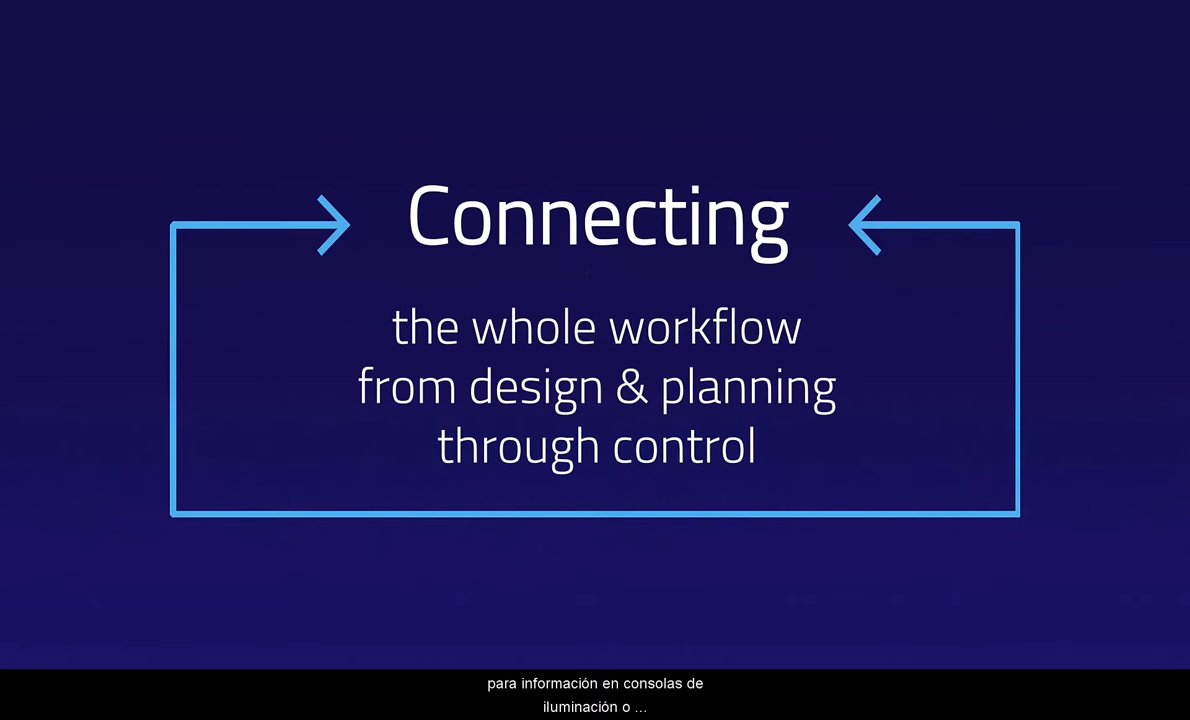 Connecting
the whole workflow
from design & planning
through control
para información en consolas de
iluminación o ...